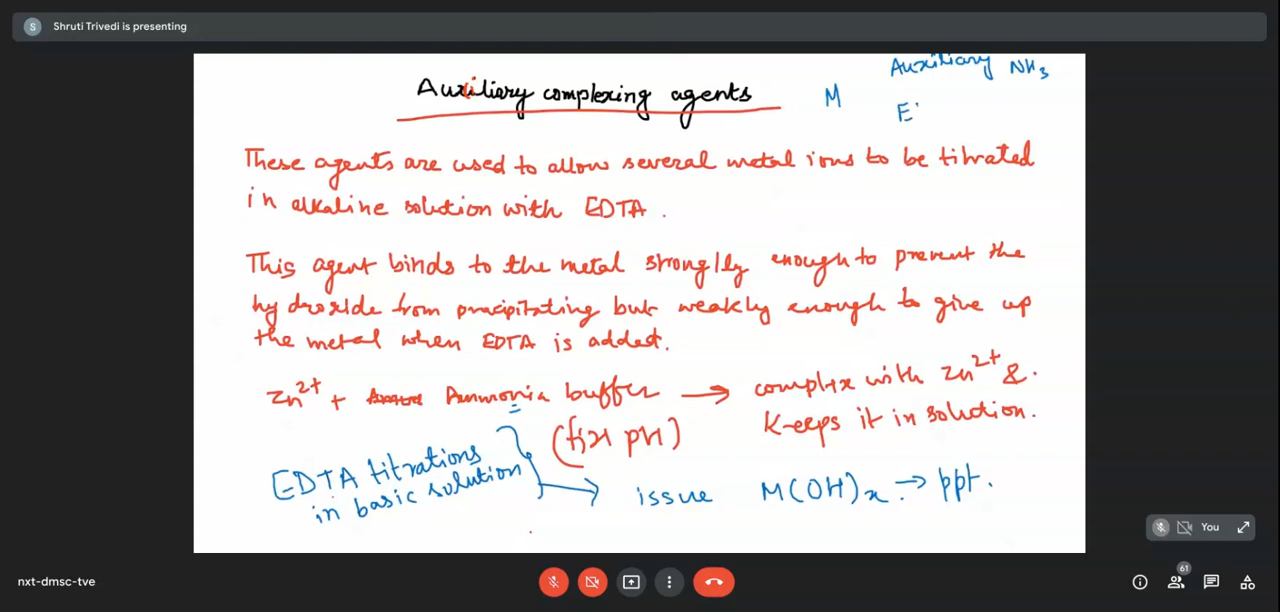 S Shruti Trivedi is presenting
Auxiliary NH3
Auxiliary complexing agents
M
E
These agents are used to allow several metal ions to be titrated
in alkaline solution with EDTA.
This agent binds to the metal stronglly enough to prevent the
hydroxide from precipitating but weakly enough to give up
the metal when EDTA is added.
Zn2+ + Ammonia buffer → complex with Zn2+ &
(fix pH)
Keeps it in solution.
EDTA titrations
in basic solution
→ issue M(OH)x → ppt.
You
nxt-dmsc-tve
61